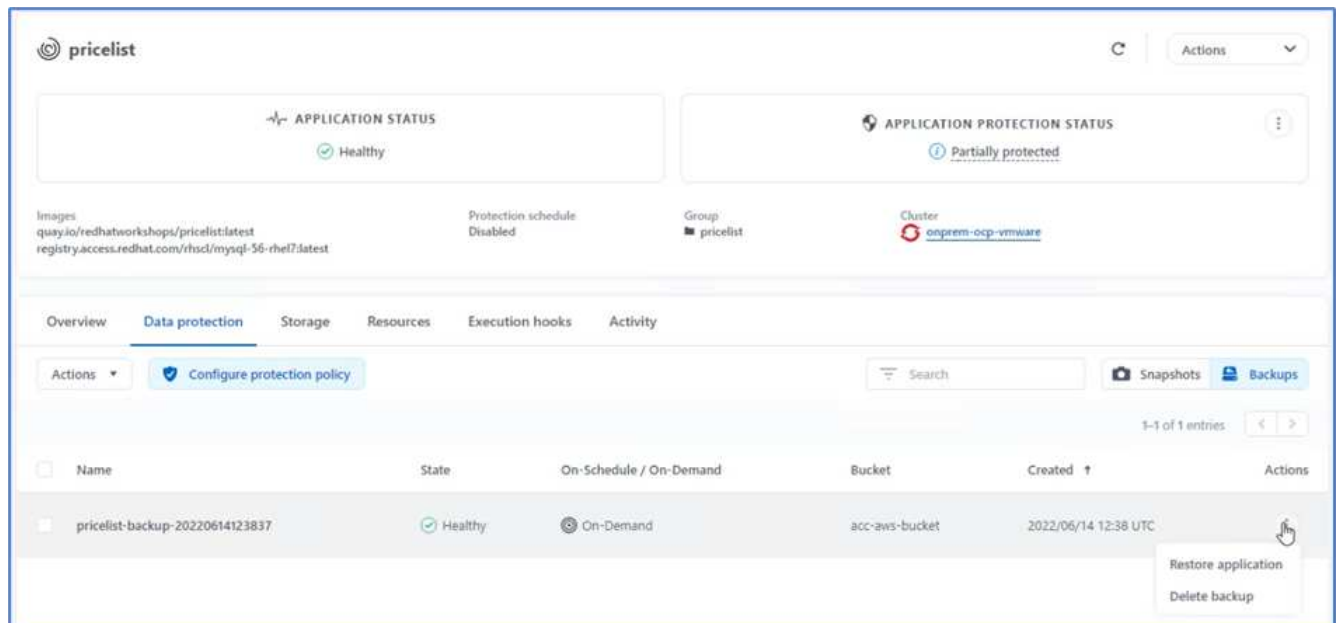 pricelist
Actions
APPLICATION STATUS
Healthy
APPLICATION PROTECTION STATUS
Partially protected
Images
quay.io/redhatworkshops/pricelist:latest
registry.access.redhat.com/rhscl/mysql-56-rhel7:latest
Protection schedule
Disabled
Group
pricelist
Cluster
onprem-ocp-vmware
Overview Data protection Storage Resources Execution hooks Activity
Actions Configure protection policy Search Snapshots Backups
1-1 of 1 entries
Name State On-Schedule / On-Demand Bucket Created Actions
pricelist-backup-20220614123837 Healthy On-Demand acc-aws-bucket 2022/06/14 12:38 UTC
Restore application
Delete backup